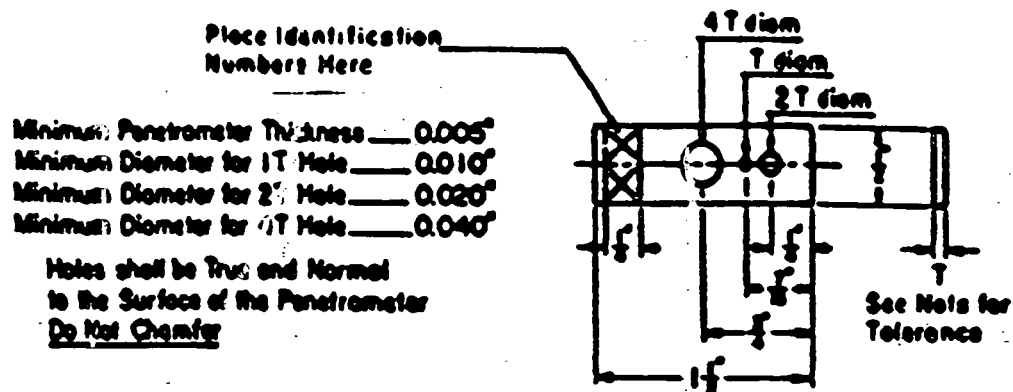 Place Identification
Numbers Here
4 T diam
T diam
2 T diam
Minimum Penetrometer Thickness 0.005"
Minimum Diameter for 1T Hole 0.010"
Minimum Diameter for 2T Hole 0.020"
Minimum Diameter for 4T Hole 0.040"
Holes shall be True and Normal
to the Surface of the Penetrometer
Do Not Chamfer
T
See Note for
Tolerance